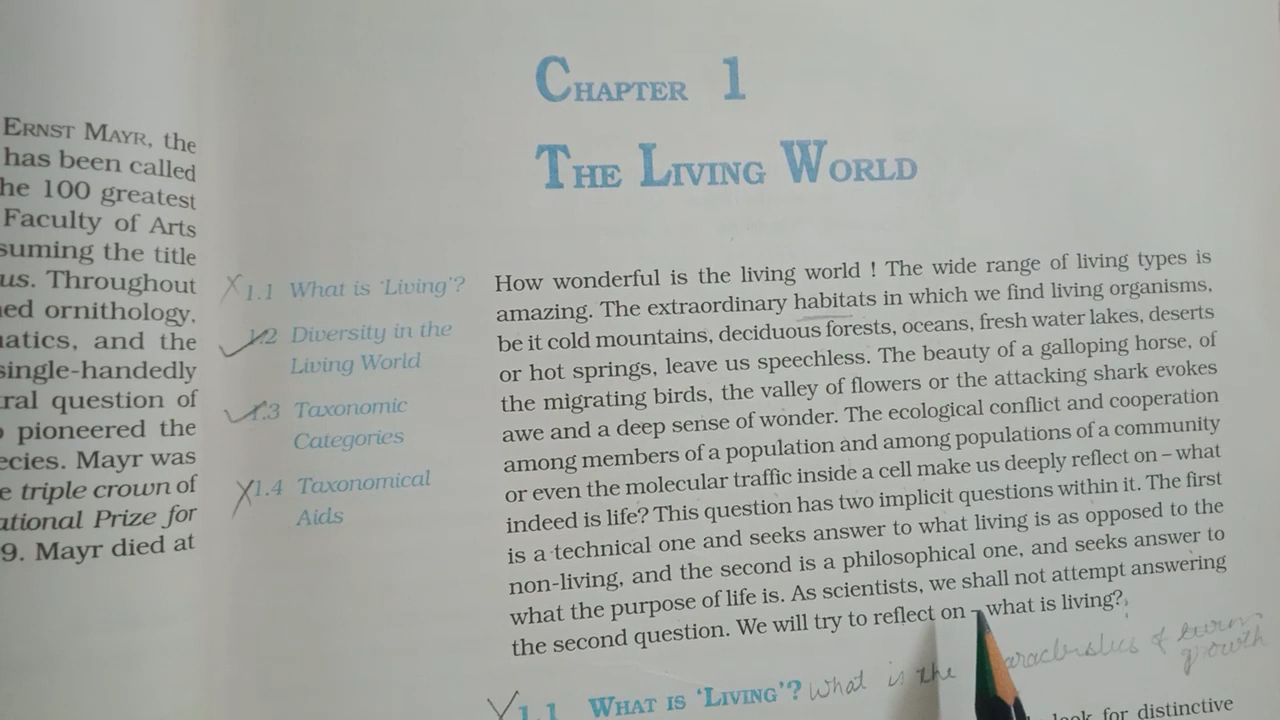 ERNST MAYR, the
has been called
he 100 greatest
Faculty of Arts
suming the title
us. Throughout
ed ornithology,
atics, and the
single-handedly
ral question of
pioneered the
ecies. Mayr was
e triple crown of
ational Prize for
9. Mayr died at
CHAPTER 1
THE LIVING WORLD
1.1 What is 'Living'?
1.2 Diversity in the
Living World
1.3 Taxonomic
Categories
1.4 Taxonomical
Aids
How wonderful is the living world ! The wide range of living types is
amazing. The extraordinary habitats in which we find living organisms,
be it cold mountains, deciduous forests, oceans, fresh water lakes, deserts
or hot springs, leave us speechless. The beauty of a galloping horse, of
the migrating birds, the valley of flowers or the attacking shark evokes
awe and a deep sense of wonder. The ecological conflict and cooperation
among members of a population and among populations of a community
or even the molecular traffic inside a cell make us deeply reflect on – what
indeed is life? This question has two implicit questions within it. The first
is a technical one and seeks answer to what living is as opposed to the
non-living, and the second is a philosophical one, and seeks answer to
what the purpose of life is. As scientists, we shall not attempt answering
the second question. We will try to reflect on – what is living?
1.1 WHAT IS 'LIVING'? What is the
growth
look for distinctive